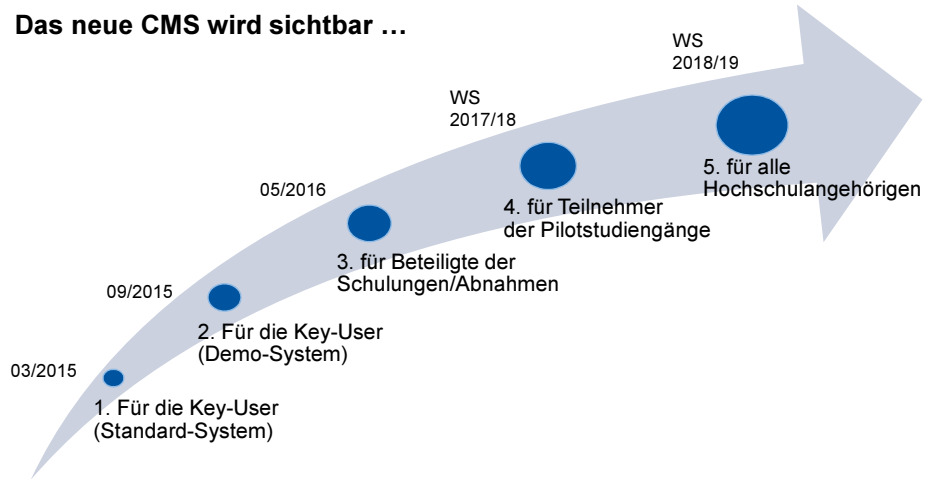 Das neue CMS wird sichtbar …
03/2015
1. Für die Key-User
(Standard-System)
09/2015
2. Für die Key-User
(Demo-System)
05/2016
3. für Beteiligte der
Schulungen/Abnahmen
WS
2017/18
4. für Teilnehmer
der Pilotstudiengänge
WS
2018/19
5. für alle
Hochschulangehörigen